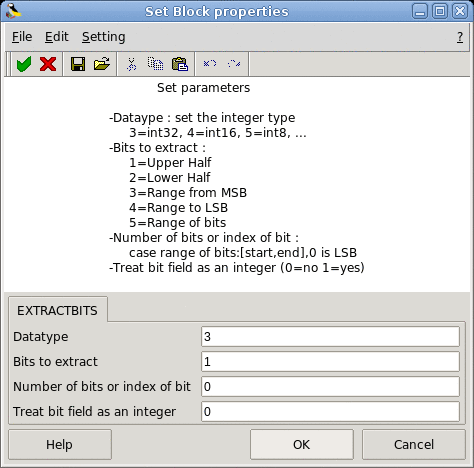 Set Block properties
File Edit Setting ?
Set parameters
-Dataype : set the integer type
3=int32, 4=int16, 5=int8, ...
-Bits to extract :
1=Upper Half
2=Lower Half
3=Range from MSB
4=Range to LSB
5=Range of bits
-Number of bits or index of bit :
case range of bits:[start,end],0 is LSB
-Treat bit field as an integer (0=no 1=yes)
EXTRACTBITS
Datatype 3
Bits to extract 1
Number of bits or index of bit 0
Treat bit field as an integer 0
Help OK Cancel